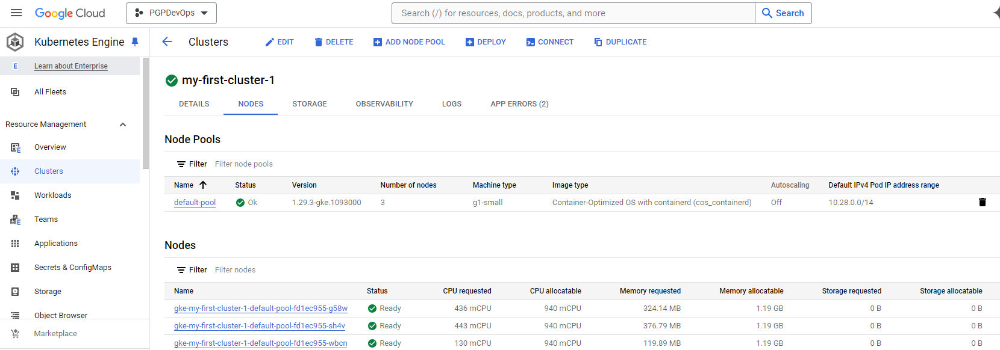 Google Cloud
PGPDevOps
Search (/) for resources, docs, products, and more
Search
Kubernetes Engine
Clusters
EDIT
DELETE
ADD NODE POOL
DEPLOY
CONNECT
DUPLICATE
E
Learn about Enterprise
All Fleets
Resource Management
E
Overview
Clusters
Workloads
E
Teams
Applications
Secrets & ConfigMaps
Storage
Object Browser
Marketplace
my-first-cluster-1
DETAILS NODES STORAGE OBSERVABILITY LOGS APP ERRORS (2)
Node Pools
Filter Filter node pools
Name Status Version Number of nodes Machine type Image type Autoscaling Default IPv4 Pod IP address range
default-pool Ok 1.29.3-gke.1093000 3 g1-small Container-Optimized OS with containerd (cos_containerd) Off 10.28.0.0/14
Nodes
Filter Filter nodes
Name Status CPU requested CPU allocatable Memory requested Memory allocatable Storage requested Storage allocatable
gke-my-first-cluster-1-default-pool-fd1ec955-g58w Ready 436 mCPU 940 mCPU 324.14 MB 1.19 GB 0 B 0 B
gke-my-first-cluster-1-default-pool-fd1ec955-sh4v Ready 443 mCPU 940 mCPU 376.79 MB 1.19 GB 0 B 0 B
gke-my-first-cluster-1-default-pool-fd1ec955-wbcn Ready 130 mCPU 940 mCPU 119.89 MB 1.19 GB 0 B 0 B